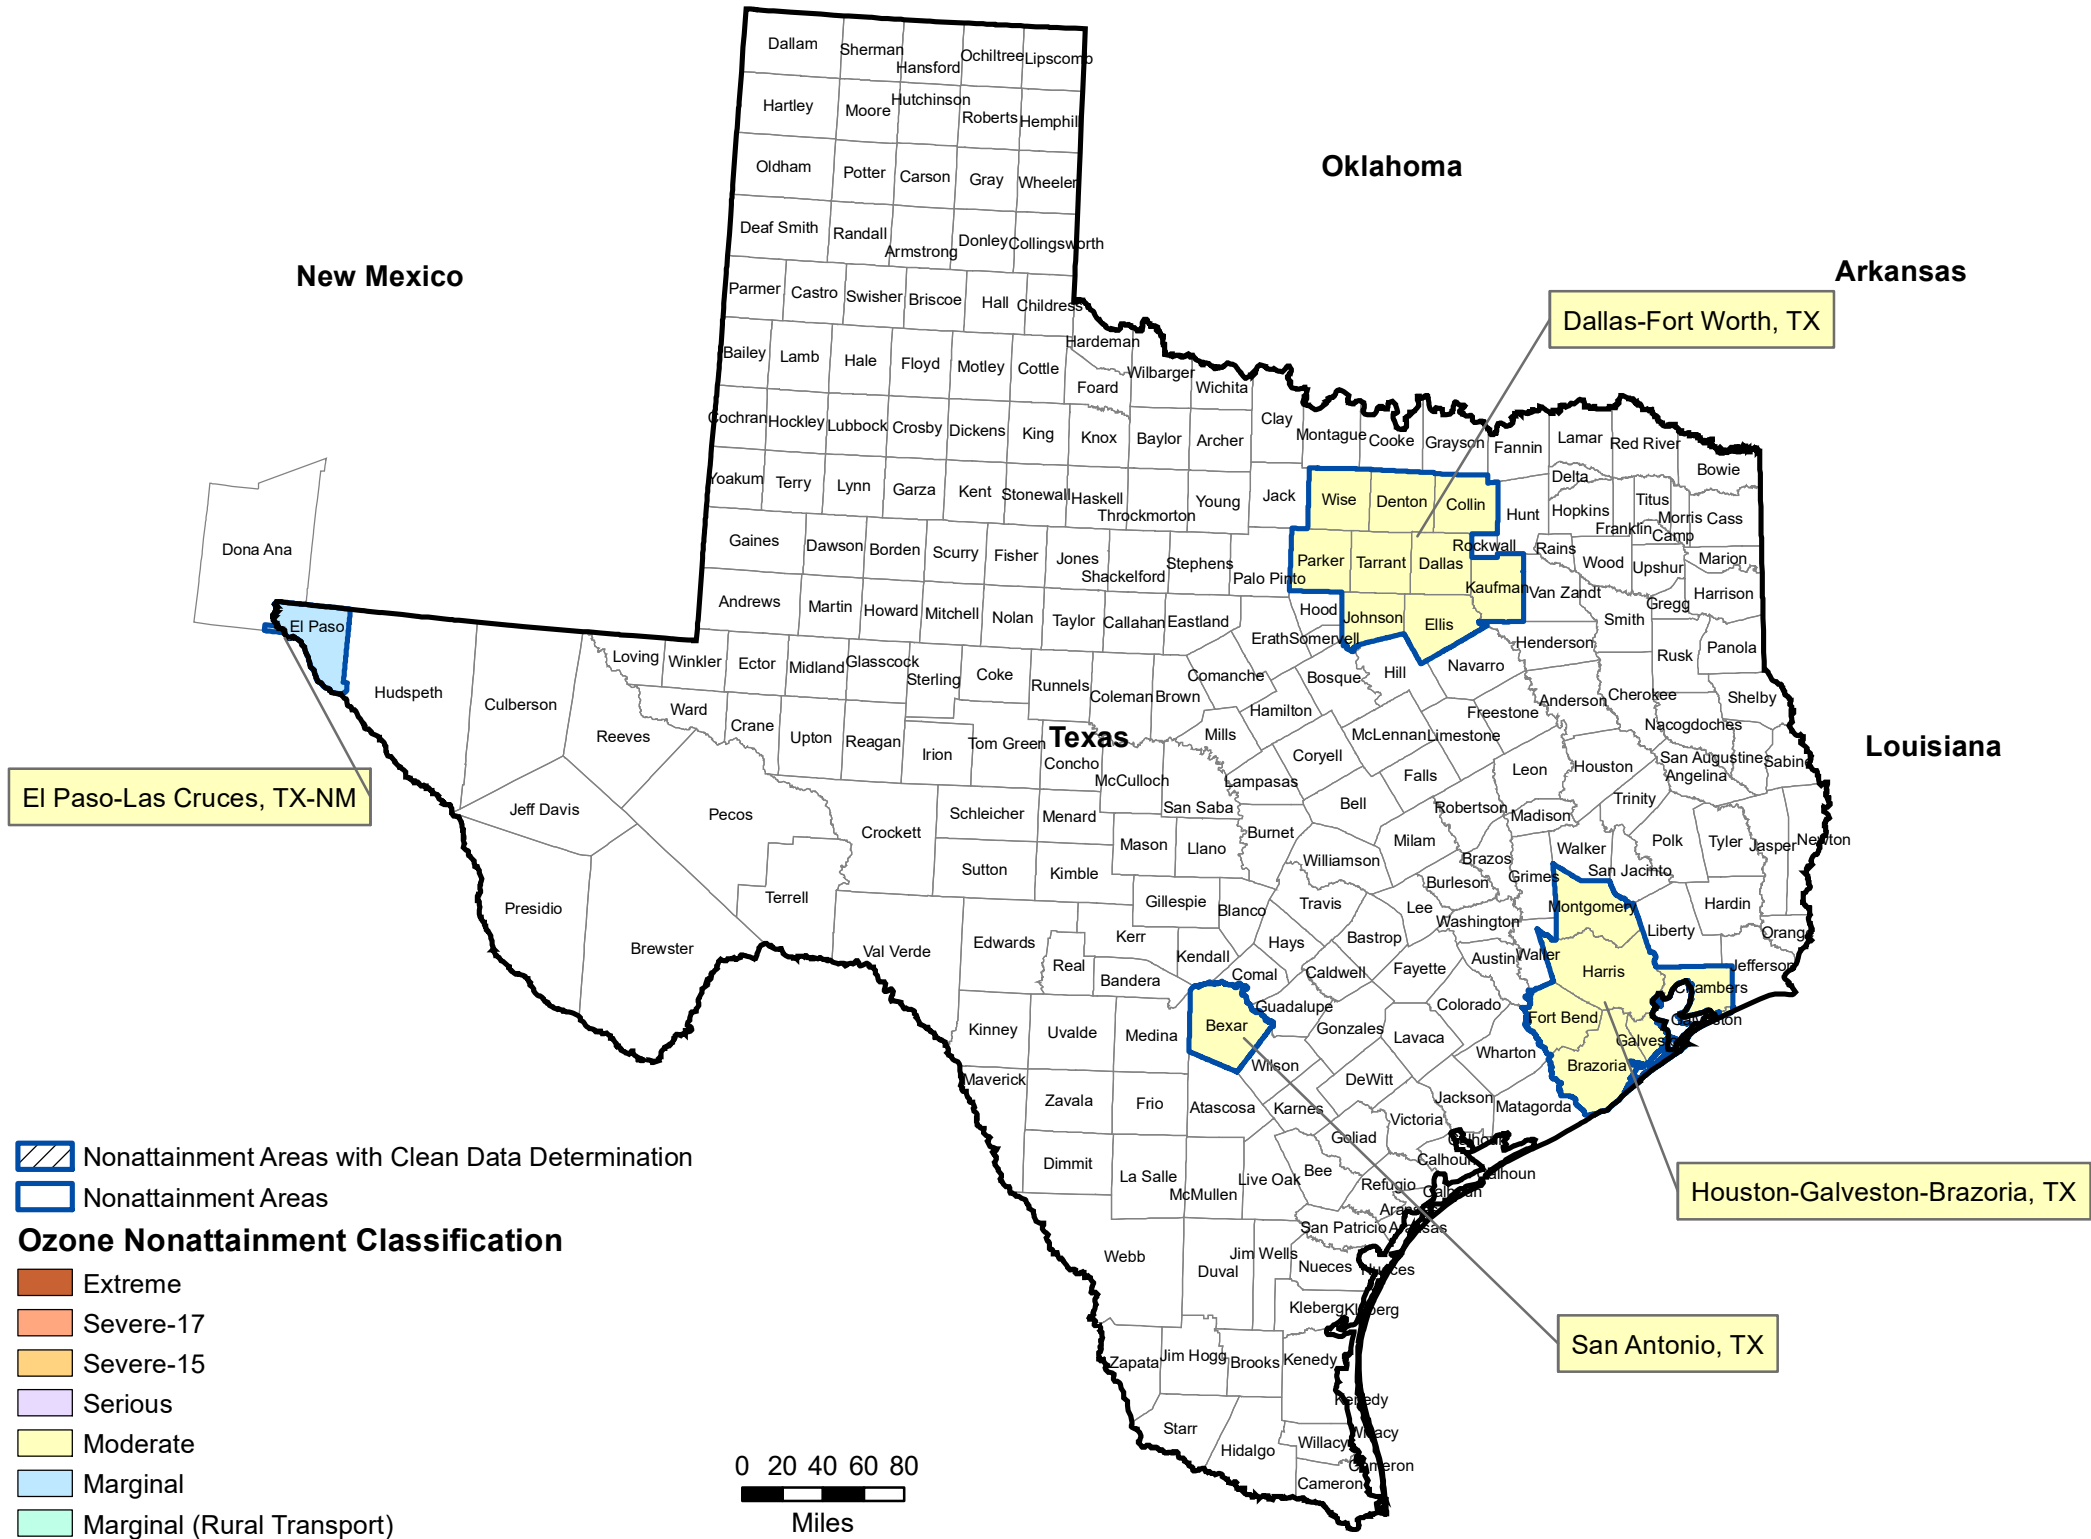 Dallam
Sherman
Hansford
Ochiltree
Lipscomb
Hartley
Moore
Hutchinson
Roberts
Hemphill
Oldham
Potter
Carson
Gray
Wheeler
Deaf Smith
Randall
Armstrong
Donley
Collingsworth
Oklahoma
New Mexico
Arkansas
Parmer
Castro
Swisher
Briscoe
Hall
Childress
Dallas-Fort Worth, TX
Bailey
Lamb
Hale
Floyd
Motley
Cottle
Hardeman
Foard
Wilbarger
Wichita
Clay
Cochran
Hockley
Lubbock
Crosby
Dickens
King
Knox
Baylor
Archer
Montague
Cooke
Grayson
Fannin
Lamar
Red River
Bowie
Yoakum
Terry
Lynn
Garza
Kent
Stonewall
Haskell
Throckmorton
Young
Jack
Wise
Denton
Collin
Hunt
Delta
Hopkins
Franklin
Titus
Morris
Cass
Camp
Dona Ana
Gaines
Dawson
Borden
Scurry
Fisher
Jones
Shackelford
Stephens
Palo Pinto
Parker
Tarrant
Dallas
Rockwall
Kaufman
Rains
Wood
Upshur
Marion
Van Zandt
Gregg
Harrison
Smith
El Paso
Andrews
Martin
Howard
Mitchell
Nolan
Taylor
Callahan
Eastland
Hood
Johnson
Ellis
Erath
Somervell
Henderson
Rusk
Panola
Hudspeth
Culberson
Reeves
Loving
Winkler
Ector
Midland
Glasscock
Sterling
Coke
Runnels
Coleman
Brown
Comanche
Bosque
Hill
Navarro
Anderson
Cherokee
Shelby
Nacogdoches
Ward
Crane
Upton
Reagan
Irion
Tom Green
Texas
Concho
McCulloch
Mills
Hamilton
Coryell
McLennan
Limestone
Freestone
Leon
Houston
San Augustine
Angelina
Sabine
Louisiana
El Paso-Las Cruces, TX-NM
Jeff Davis
Pecos
Crockett
Schleicher
Menard
San Saba
Lampasas
Bell
Falls
Robertson
Madison
Trinity
Polk
Tyler
Jasper
Newton
Sutton
Kimble
Mason
Llano
Burnet
Williamson
Milam
Brazos
Burleson
Grimes
Walker
San Jacinto
Presidio
Brewster
Terrell
Val Verde
Edwards
Real
Kerr
Bandera
Gillespie
Kendall
Blanco
Travis
Hays
Comal
Bastrop
Caldwell
Lee
Washington
Fayette
Austin
Waller
Montgomery
Harris
Liberty
Hardin
Orange
Jefferson
Chambers
Galveston
Kinney
Uvalde
Medina
Bexar
Guadalupe
Gonzales
Lavaca
Colorado
Wharton
Fort Bend
Brazoria
Wilson
Maverick
Zavala
Frio
Atascosa
Karnes
DeWitt
Jackson
Matagorda
Victoria
Goliad
Calhoun
Calhoun
Calhoun
Dimmit
La Salle
McMullen
Live Oak
Bee
Refugio
Aransas
San Patricio
Houston-Galveston-Brazoria, TX
Webb
Duval
Jim Wells
Nueces
Nueces
Kleberg
Kleberg
San Antonio, TX
Zapata
Jim Hogg
Brooks
Kenedy
Kenedy
Starr
Hidalgo
Willacy
Willacy
Cameron
Cameron
Nonattainment Areas with Clean Data Determination
Nonattainment Areas
Ozone Nonattainment Classification
Extreme
Severe-17
Severe-15
Serious
Moderate
Marginal
Marginal (Rural Transport)
0 20 40 60 80
Miles